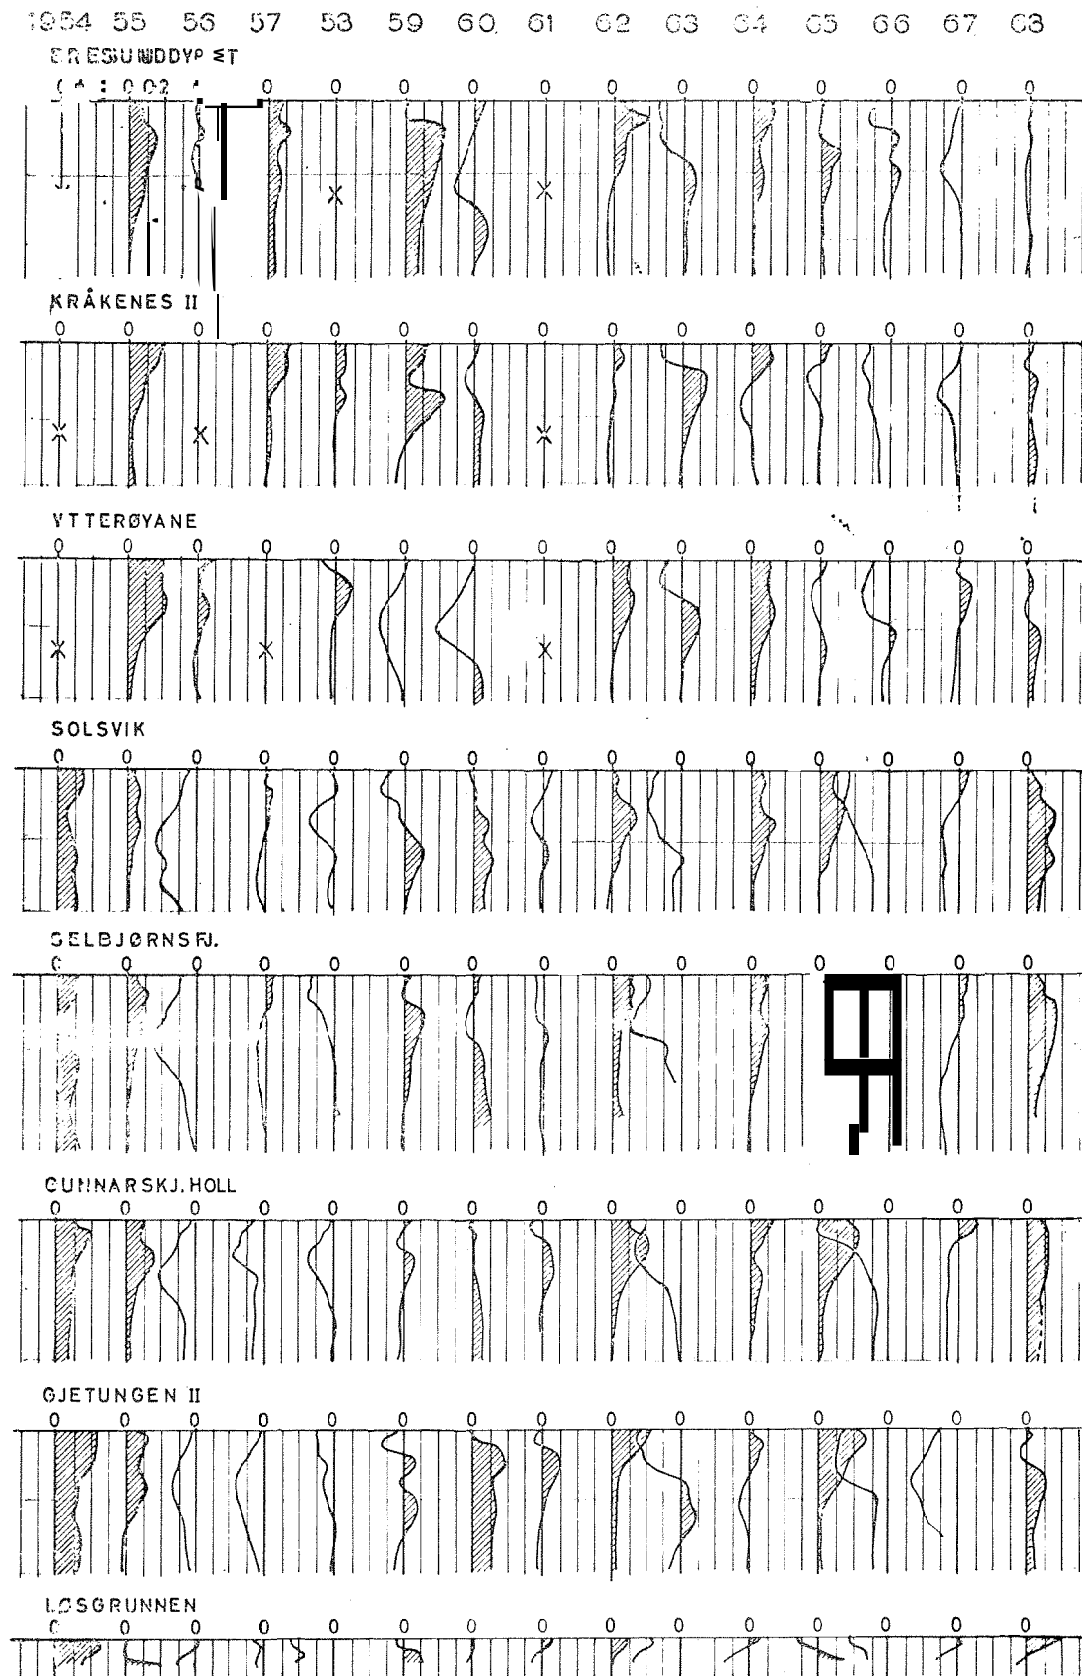 1954 55 56 57 58 59 60 61 62 63 64 65 66 67 68
0 0 0 0 0 0 0 0 0 0 0 0
KRÅKENES II
0 0 0 0 0 0 0 0 0 0 0 0 0 0 0
YTTERØYANE
0 0 0 0 0 0 0 0 0 0 0 0 0 0 0
SOLSVIK
0 0 0 0 0 0 0 0 0 0 0 0 0 0 0
SELBJØRNSFJ.
0 0 0 0 0 0 0 0 0 0 0 0 0 0 0
GUNNARSKJ. HOLL
0 0 0 0 0 0 0 0 0 0 0 0 0 0 0
GJETUNGEN II
0 0 0 0 0 0 0 0 0 0 0 0 0 0 0
LØSGRUNNEN
0 0 0 0 0 0 0 0 0 0 0 0 0 0 0